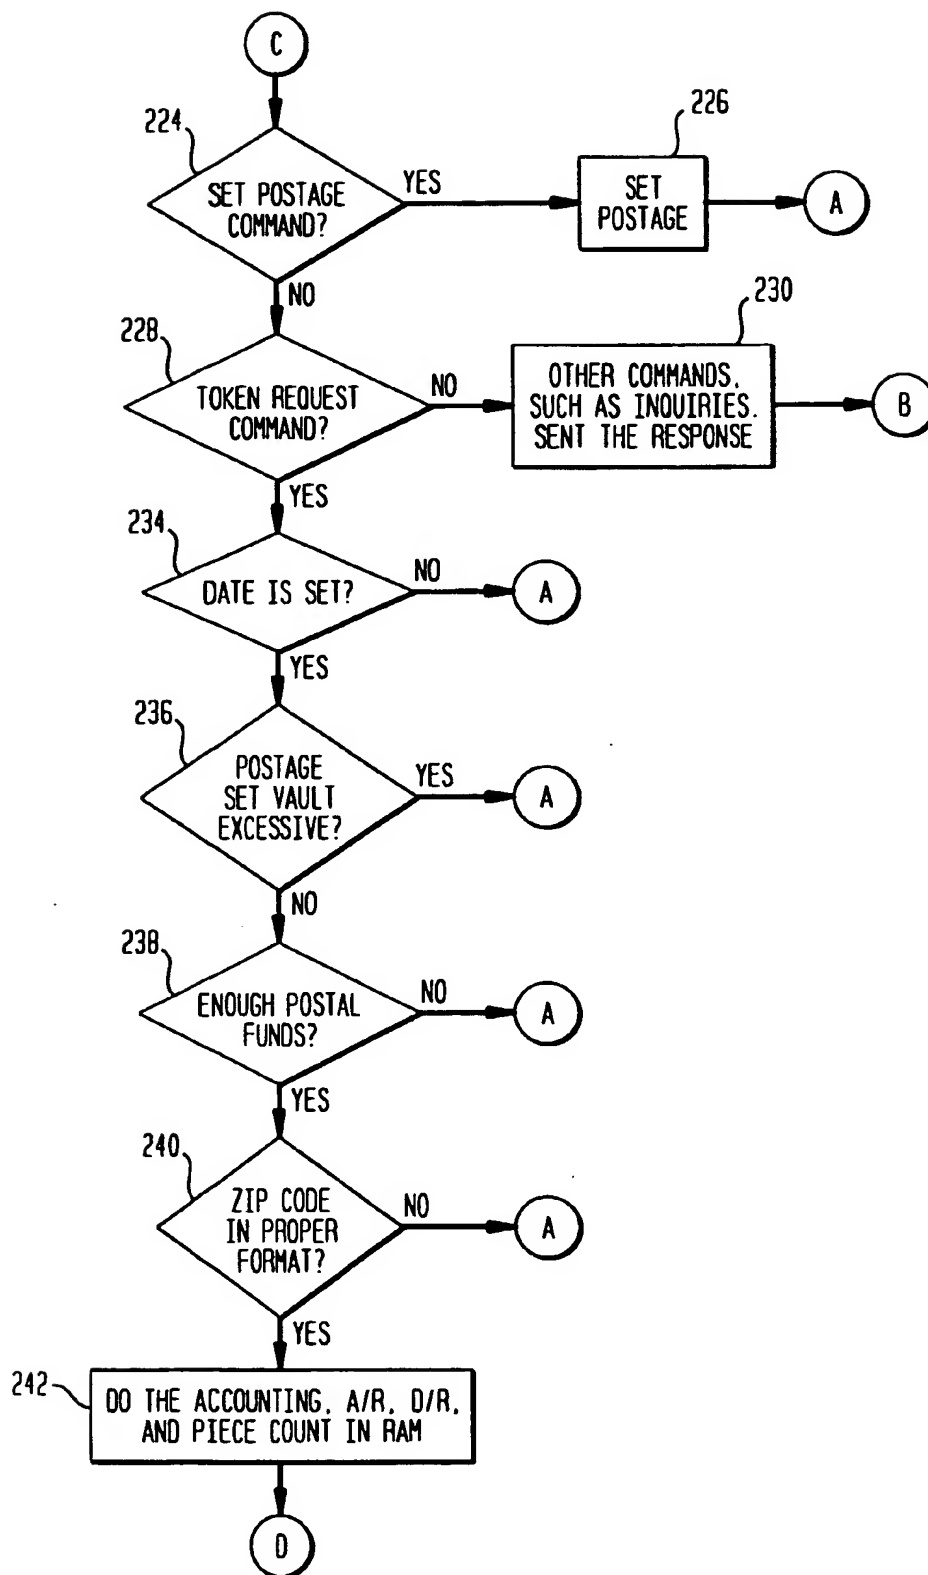 C
224
SET POSTAGE
COMMAND?
YES
226
SET
POSTAGE
A
NO
228
TOKEN REQUEST
COMMAND?
NO
230
OTHER COMMANDS,
SUCH AS INQUIRIES.
SENT THE RESPONSE
B
YES
234
DATE IS SET?
NO
A
YES
236
POSTAGE
SET VAULT
EXCESSIVE?
YES
A
NO
238
ENOUGH POSTAL
FUNDS?
NO
A
YES
240
ZIP CODE
IN PROPER
FORMAT?
NO
A
YES
242
DO THE ACCOUNTING, A/R, D/R,
AND PIECE COUNT IN RAM
D